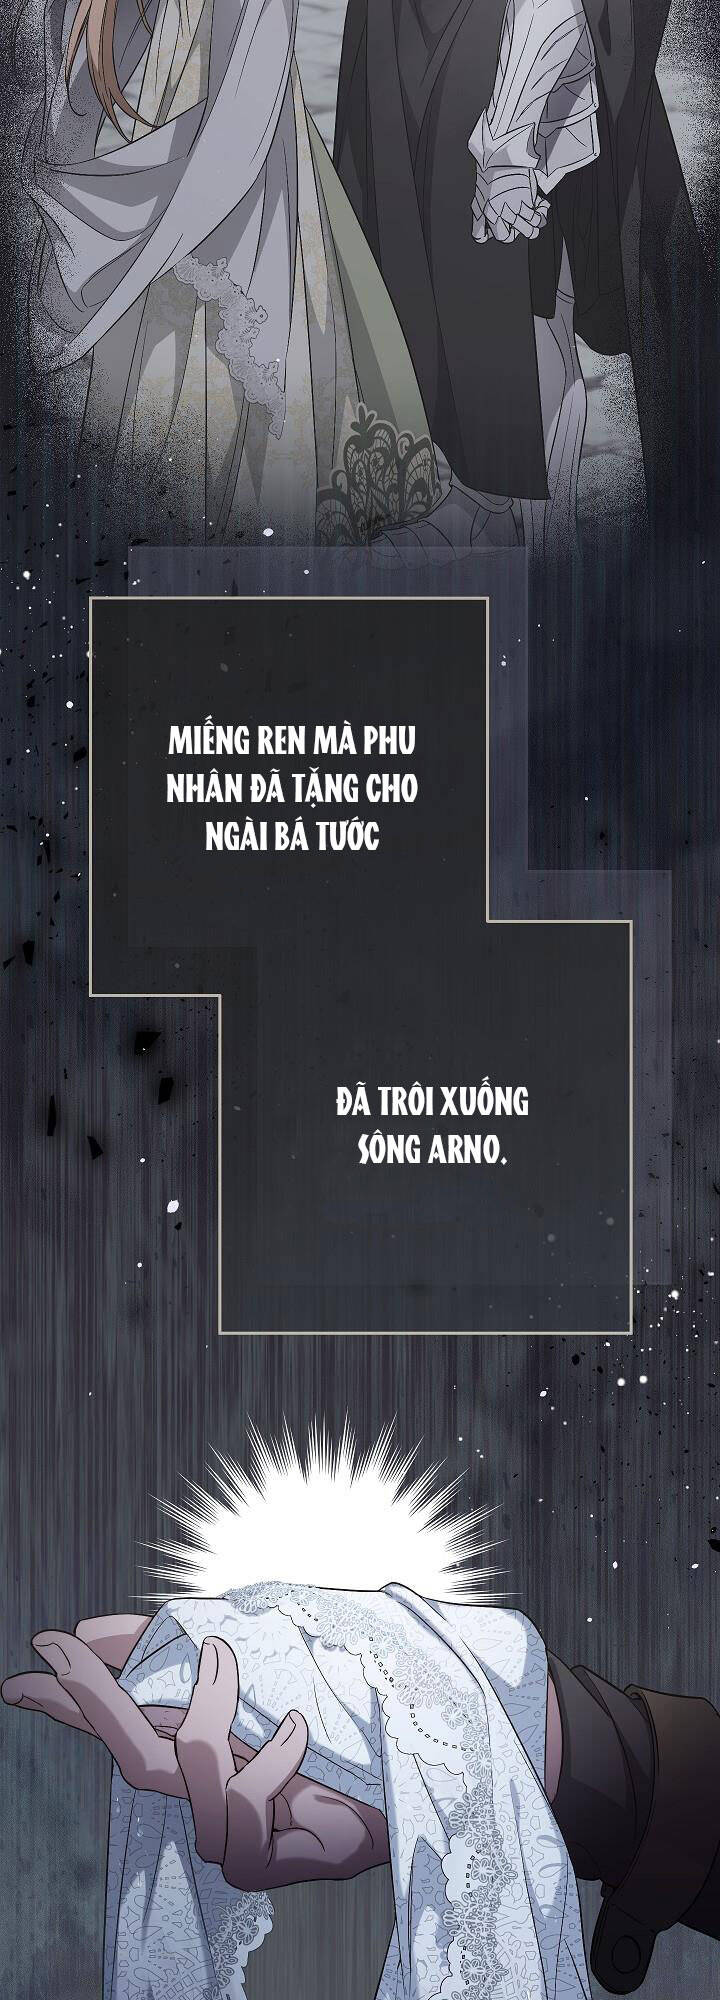 MIẾNG REN MÀ PHU
NHÂN ĐÃ TẶNG CHO
NGÀI BÁ TƯỚC
ĐÃ TRÔI XUỐNG
SÔNG ARNO.